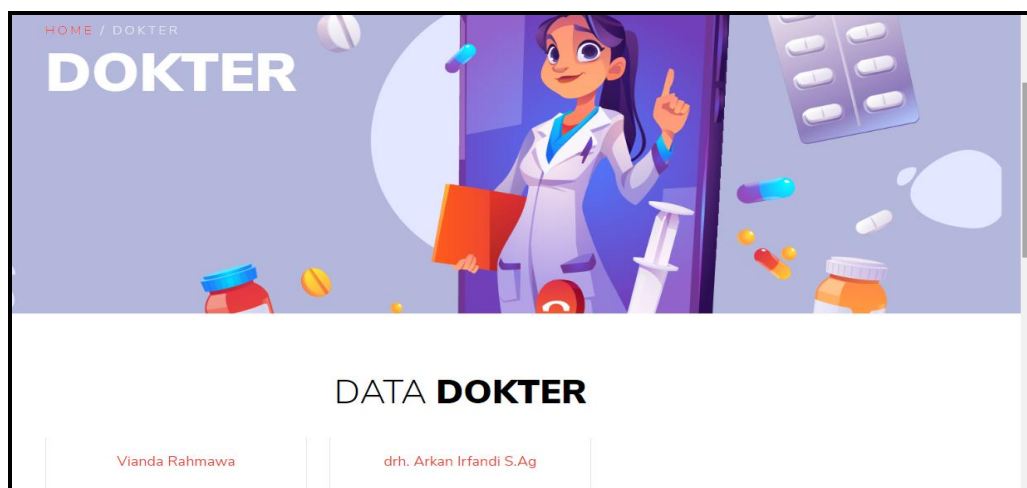 HOME / DOKTER
DOKTER
DATA DOKTER
Vianda Rahmawa
drh. Arkan Irfandi S.Ag